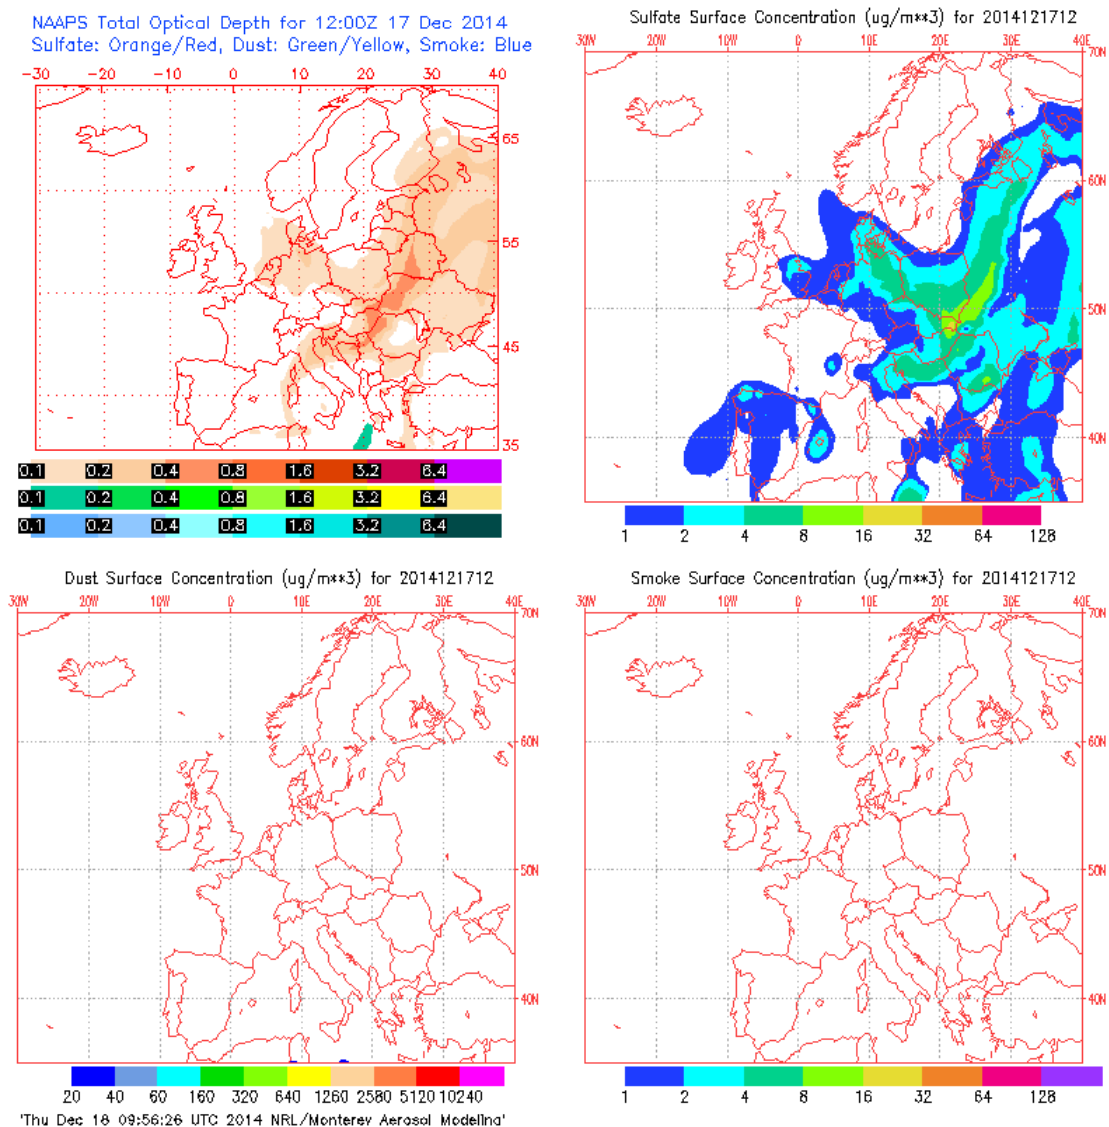 NAAPS Total Optical Depth for 12:00Z 17 Dec 2014
Sulfate: Orange/Red, Dust: Green/Yellow, Smoke: Blue
-30 -20 -10 0 10 20 30 40
65
55
45
35
0.1 0.2 0.4 0.8 1.6 3.2 6.4
0.1 0.2 0.4 0.8 1.6 3.2 6.4
0.1 0.2 0.4 0.8 1.6 3.2 6.4
Sulfate Surface Concentration (ug/m**3) for 2014121712
30W 20W 10W 0 10E 20E 30E 40E
70N
60N
50N
40N
1 2 4 8 16 32 64 128
Dust Surface Concentration (ug/m**3) for 2014121712
30W 20W 10W 0 10E 20E 30E 40E
70N
60N
50N
40N
20 40 60 160 320 640 1260 2560 5120 10240
'Thu Dec 18 09:56:26 UTC 2014 NRL/Monterey Aerosol Modeling'
Smoke Surface Concentration (ug/m**3) for 2014121712
30W 20W 10W 0 10E 20E 30E 40E
70N
60N
50N
40N
1 2 4 8 16 32 64 128